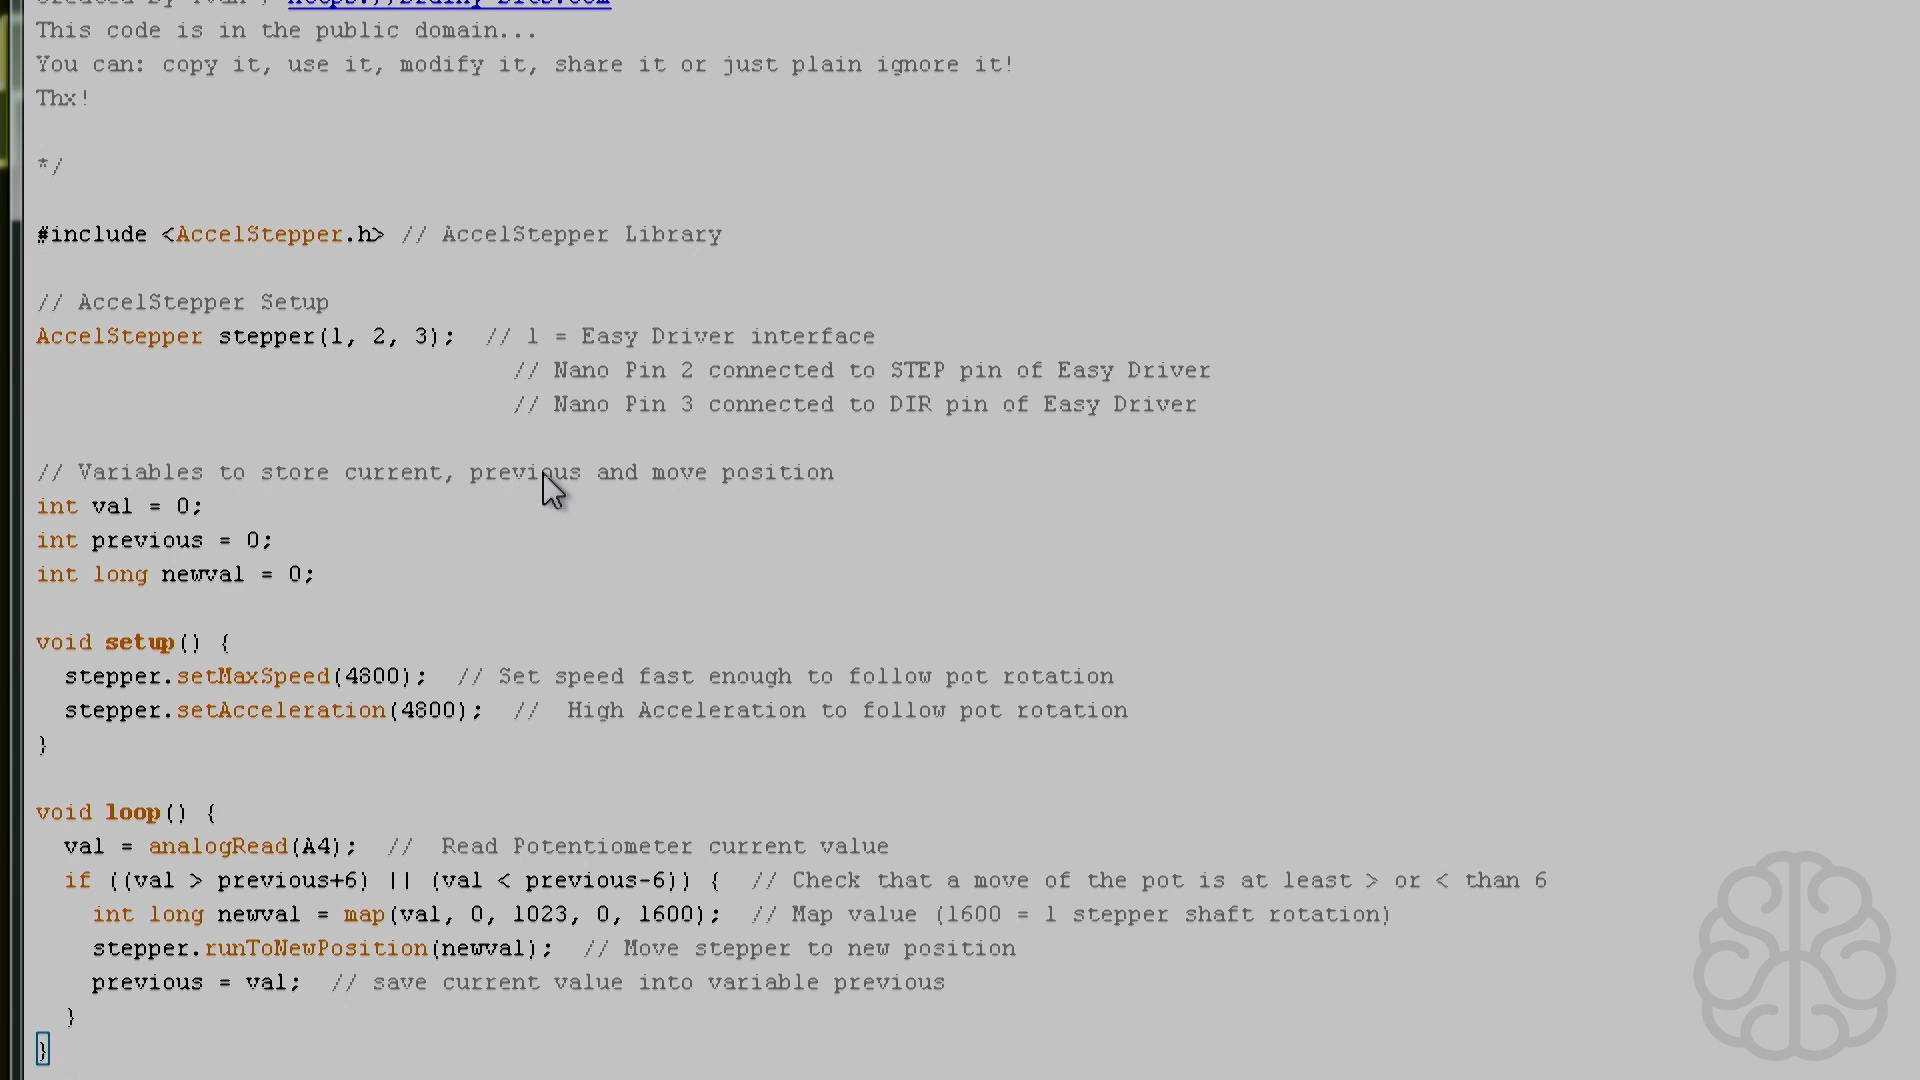 This code is in the public domain...
You can: copy it, use it, modify it, share it or just plain ignore it!
Thx!
*/
#include <AccelStepper.h> // AccelStepper Library
// AccelStepper Setup
AccelStepper stepper(1, 2, 3);  // 1 = Easy Driver interface
// Nano Pin 2 connected to STEP pin of Easy Driver
// Nano Pin 3 connected to DIR pin of Easy Driver
// Variables to store current, previous and move position
int val = 0;
int previous = 0;
int long newval = 0;
void setup() {
stepper.setMaxSpeed(4800);  // Set speed fast enough to follow pot rotation
stepper.setAcceleration(4800);  //  High Acceleration to follow pot rotation
}
void loop() {
val = analogRead(A4);  //  Read Potentiometer current value
if ((val > previous+6) || (val < previous-6)) {  // Check that a move of the pot is at least > or < than 6
int long newval = map(val, 0, 1023, 0, 1600);  // Map value (1600 = 1 stepper shaft rotation)
stepper.runToNewPosition(newval);  // Move stepper to new position
previous = val;  // save current value into variable previous
}
}